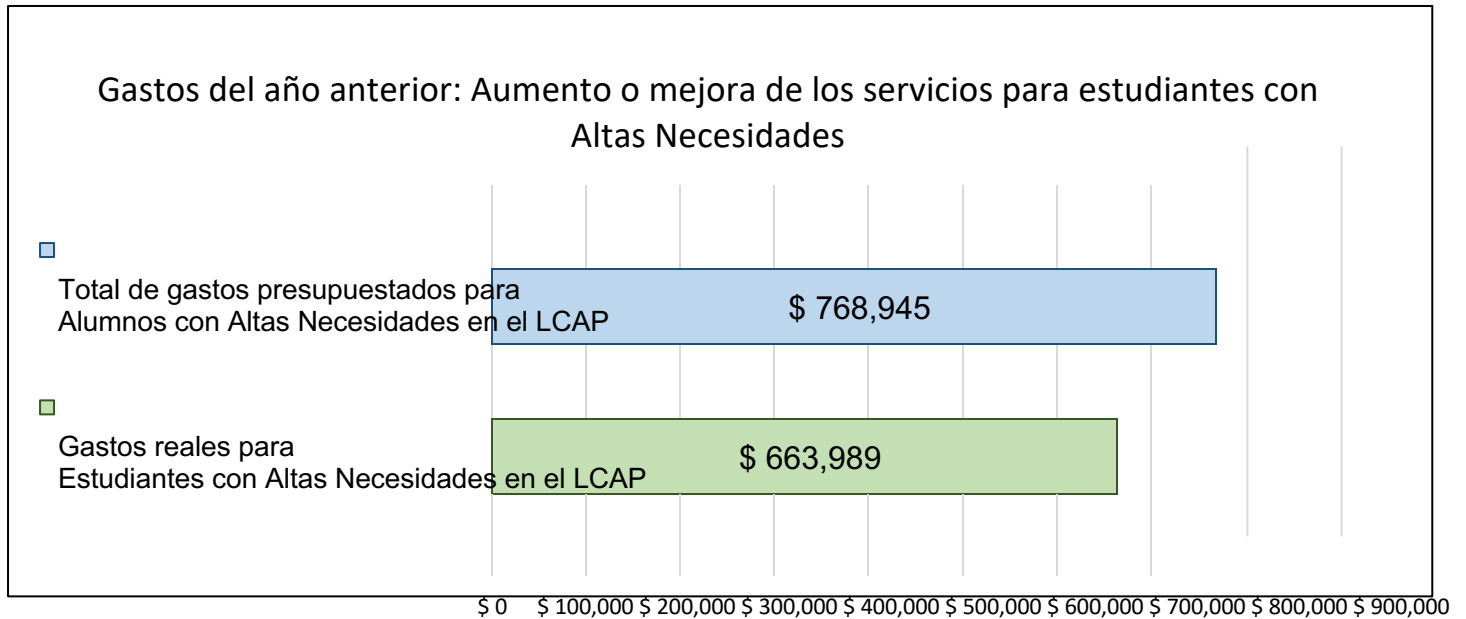 Gastos del año anterior: Aumento o mejora de los servicios para estudiantes con
Altas Necesidades
Total de gastos presupuestados para
Alumnos con Altas Necesidades en el LCAP
$ 768,945
Gastos reales para
Estudiantes con Altas Necesidades en el LCAP
$ 663,989
$ 0 $ 100,000 $ 200,000 $ 300,000 $ 400,000 $ 500,000 $ 600,000 $ 700,000 $ 800,000 $ 900,000